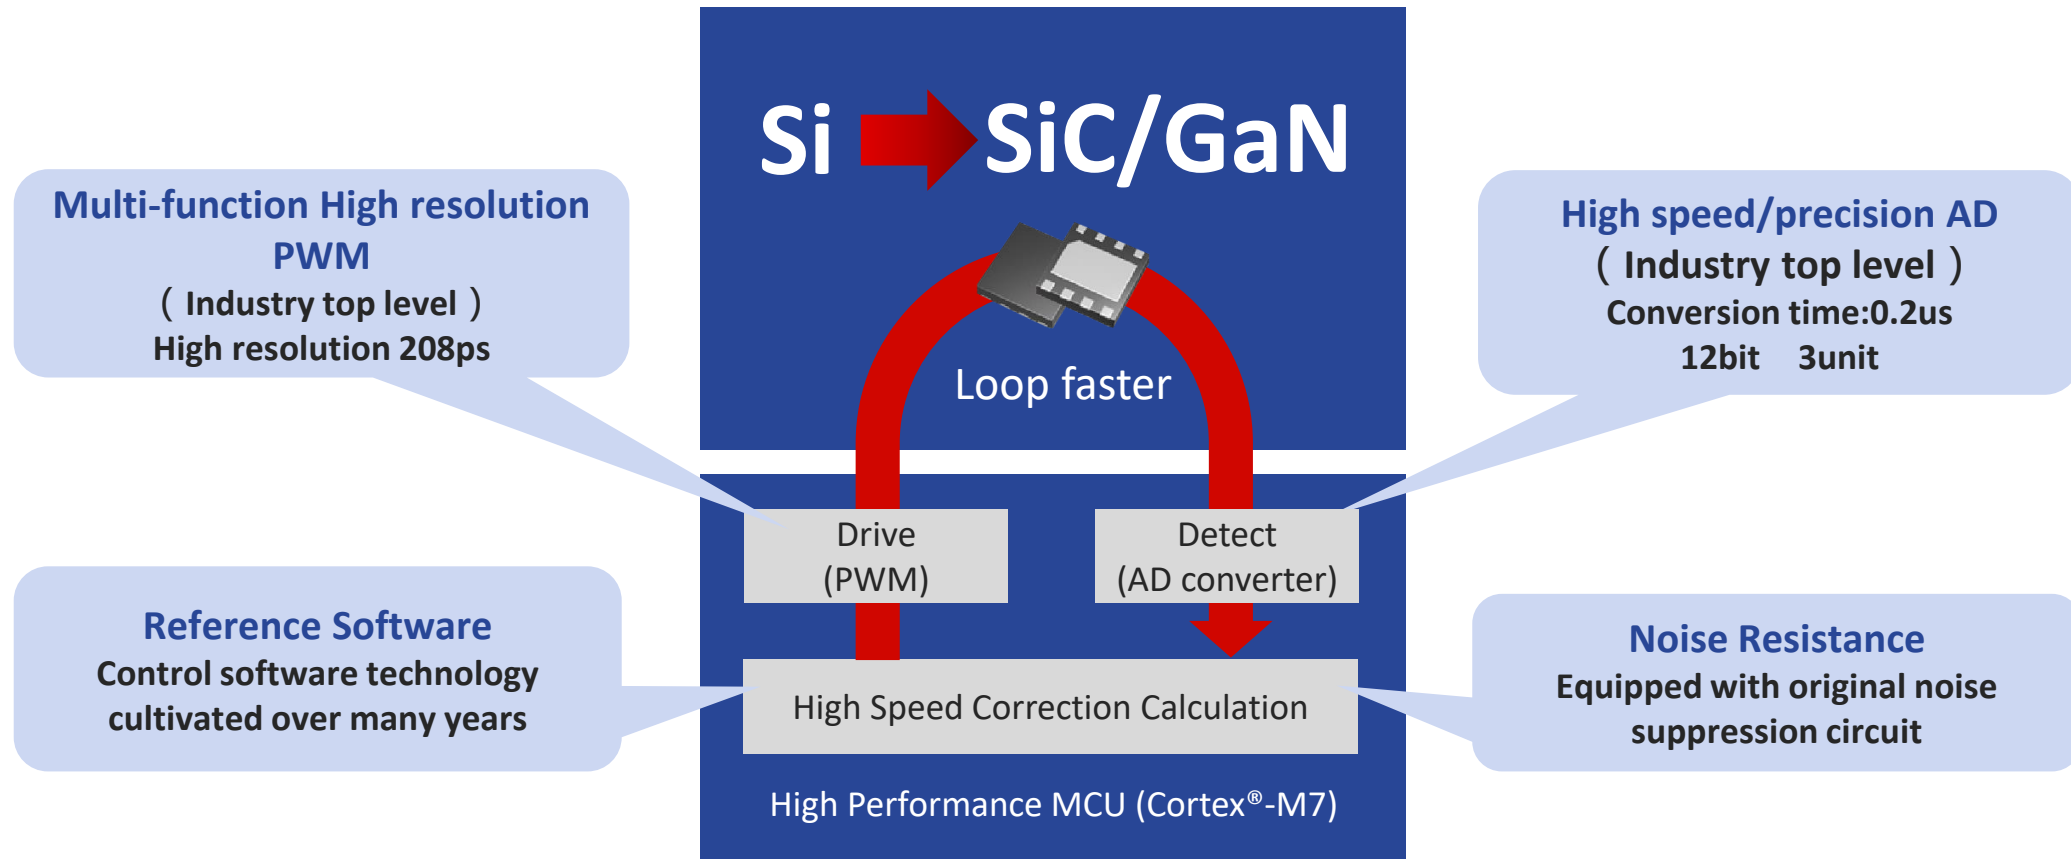 Si SiC/GaN
Multi-function High resolution
PWM
( Industry top level )
High resolution 208ps
High speed/precision AD
( Industry top level )
Conversion time:0.2us
12bit 3unit
Loop faster
Drive
(PWM)
Detect
(AD converter)
Reference Software
Control software technology
cultivated over many years
High Speed Correction Calculation
Noise Resistance
Equipped with original noise
suppression circuit
High Performance MCU (Cortex®-M7)